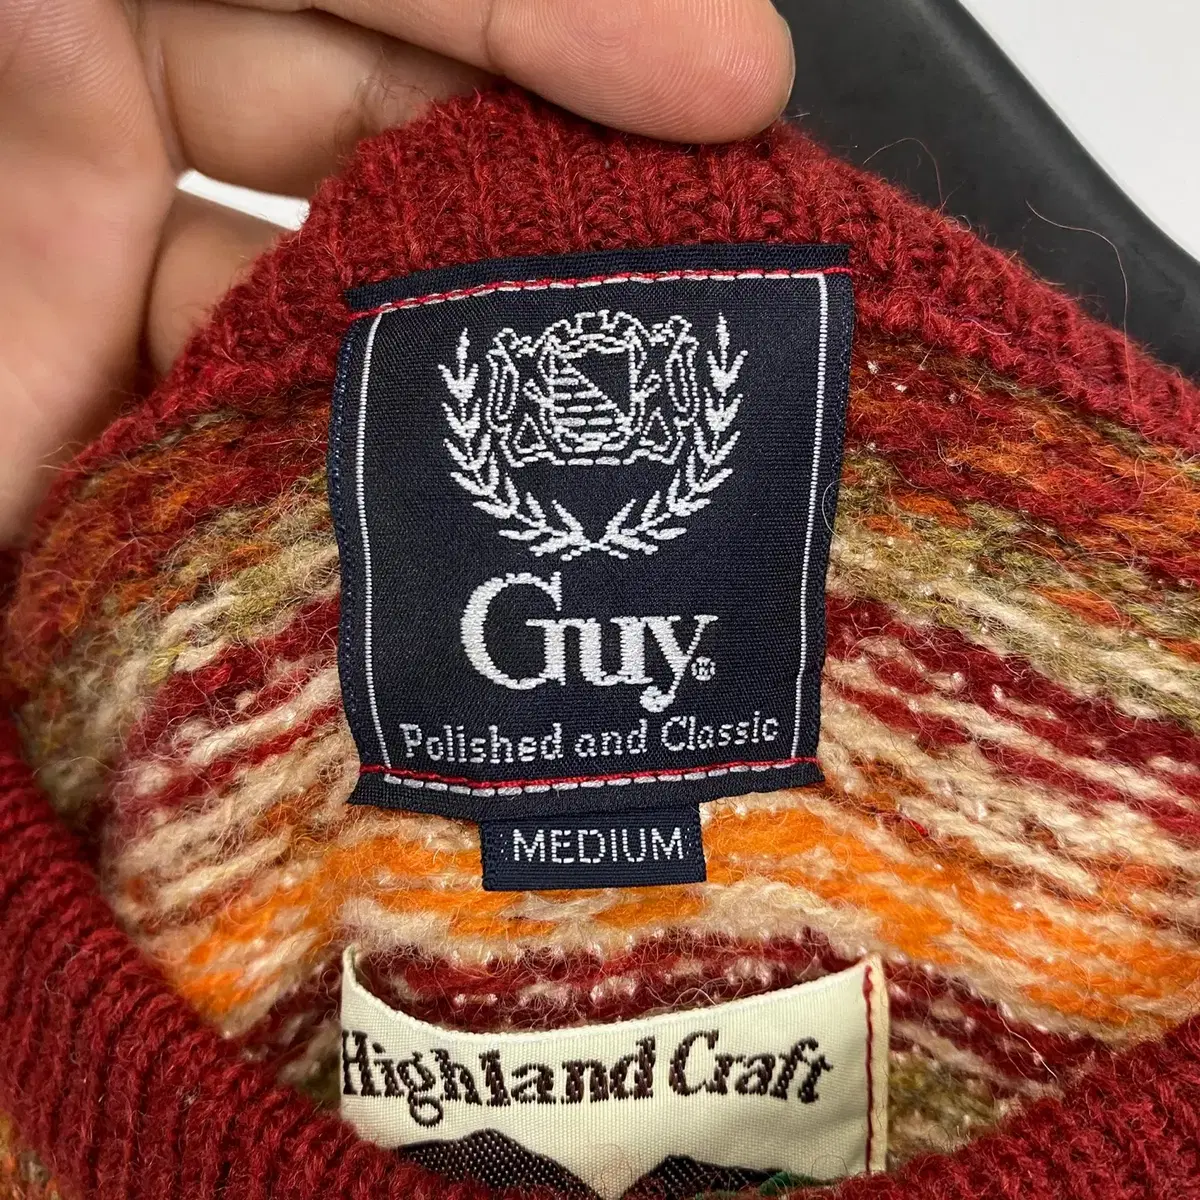 Guy
Polished and Classic
MEDIUM
Highland Craft